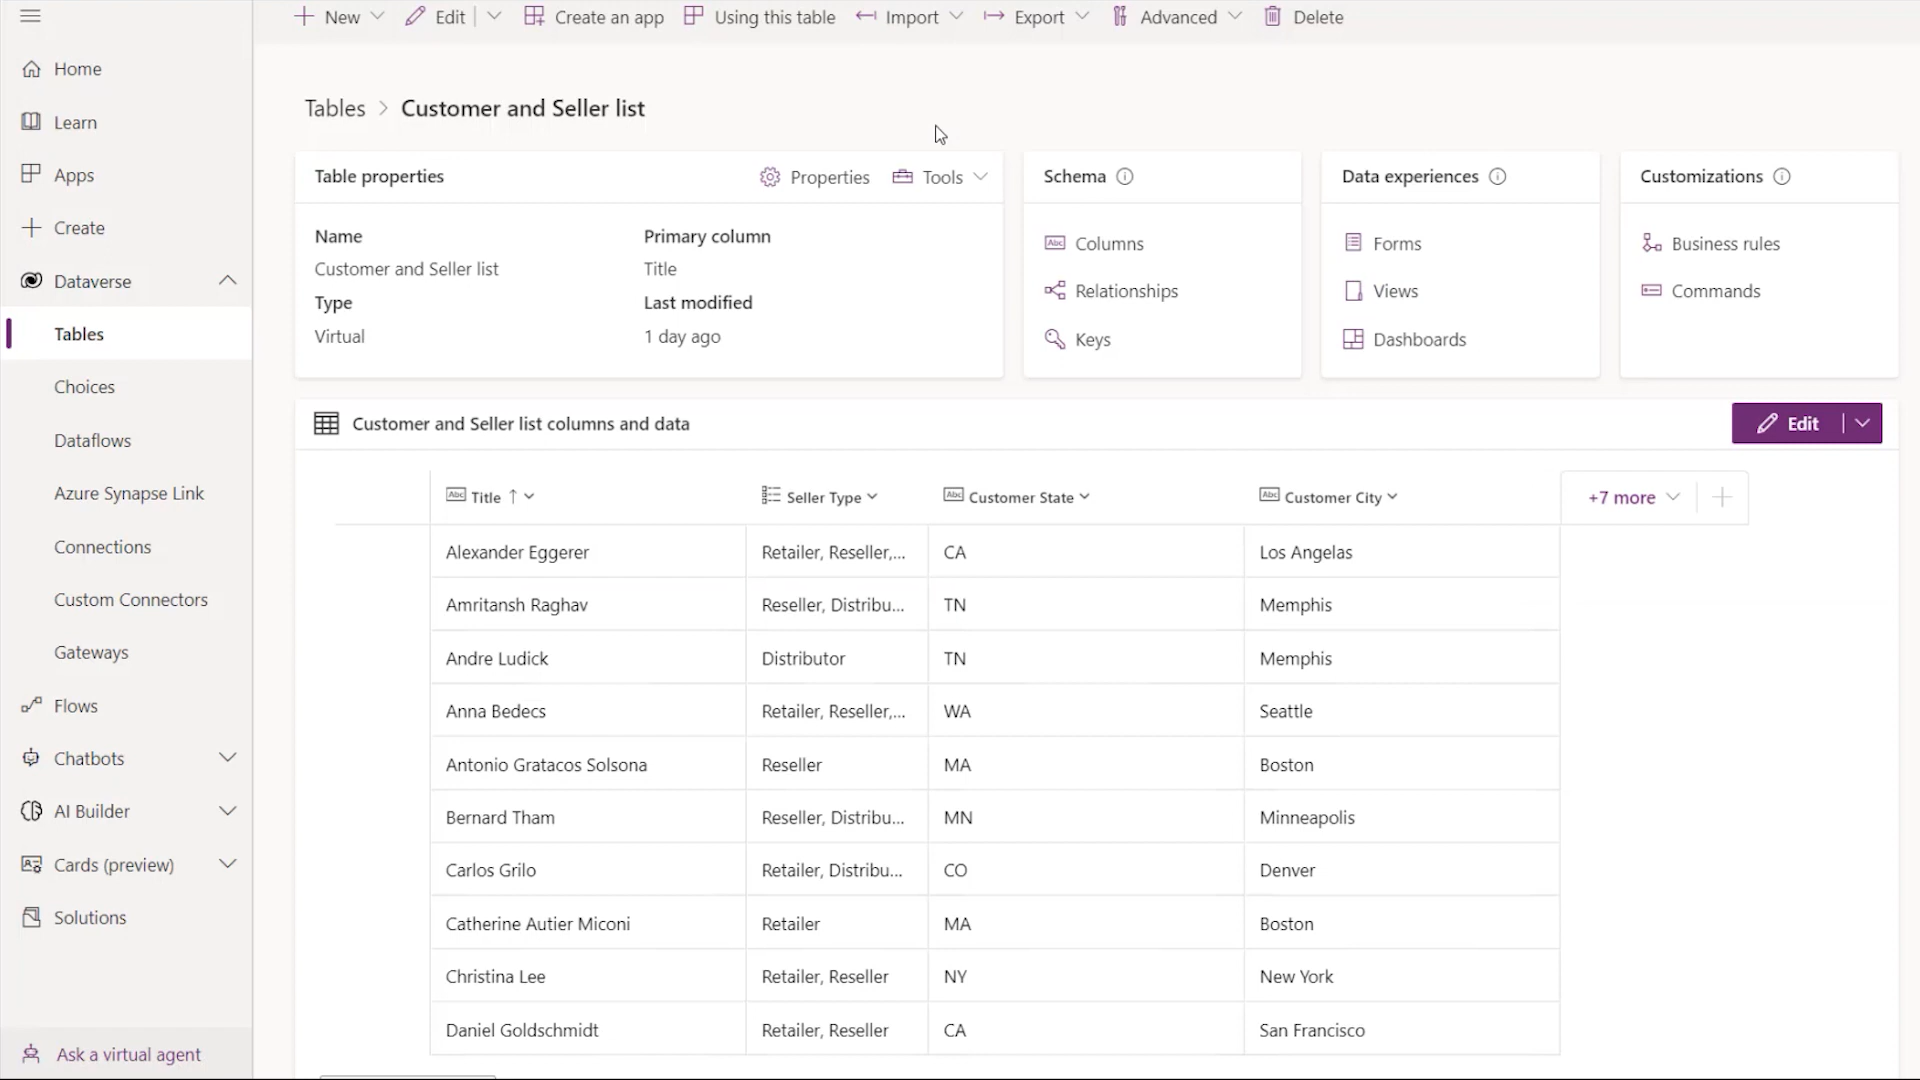 New
Edit
Create an app
Using this table
Import
Export
Advanced
Delete
Home
Learn
Apps
Create
Dataverse
Tables
Choices
Dataflows
Azure Synapse Link
Connections
Custom Connectors
Gateways
Flows
Chatbots
AI Builder
Cards (preview)
Solutions
Ask a virtual agent
Tables > Customer and Seller list
Table properties
Properties
Tools
Name
Customer and Seller list
Type
Virtual
Primary column
Title
Last modified
1 day ago
Schema
Columns
Relationships
Keys
Data experiences
Forms
Views
Dashboards
Customizations
Business rules
Commands
Customer and Seller list columns and data
Edit
Abc Title Seller Type Abc Customer State Abc Customer City +7 more
Alexander Eggerer Retailer, Reseller,... CA Los Angelas
Amritansh Raghav Reseller, Distribu... TN Memphis
Andre Ludick Distributor TN Memphis
Anna Bedecs Retailer, Reseller,... WA Seattle
Antonio Gratacos Solsona Reseller MA Boston
Bernard Tham Reseller, Distribu... MN Minneapolis
Carlos Grilo Retailer, Distribu... CO Denver
Catherine Autier Miconi Retailer MA Boston
Christina Lee Retailer, Reseller NY New York
Daniel Goldschmidt Retailer, Reseller CA San Francisco